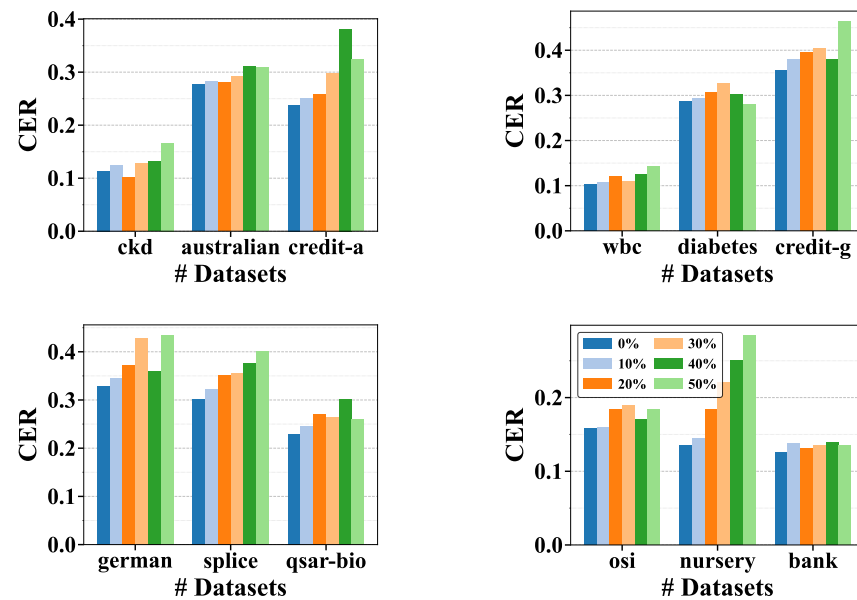 0.4
0.3
0.2
0.1
0.0
CER
ckd australian credit-a
# Datasets
0.4
0.3
0.2
0.1
0.0
CER
wbc diabetes credit-g
# Datasets
0.4
0.3
0.2
0.1
0.0
CER
german splice qsar-bio
# Datasets
0.2
0.1
0.0
CER
0% 30%
10% 40%
20% 50%
osi nursery bank
# Datasets